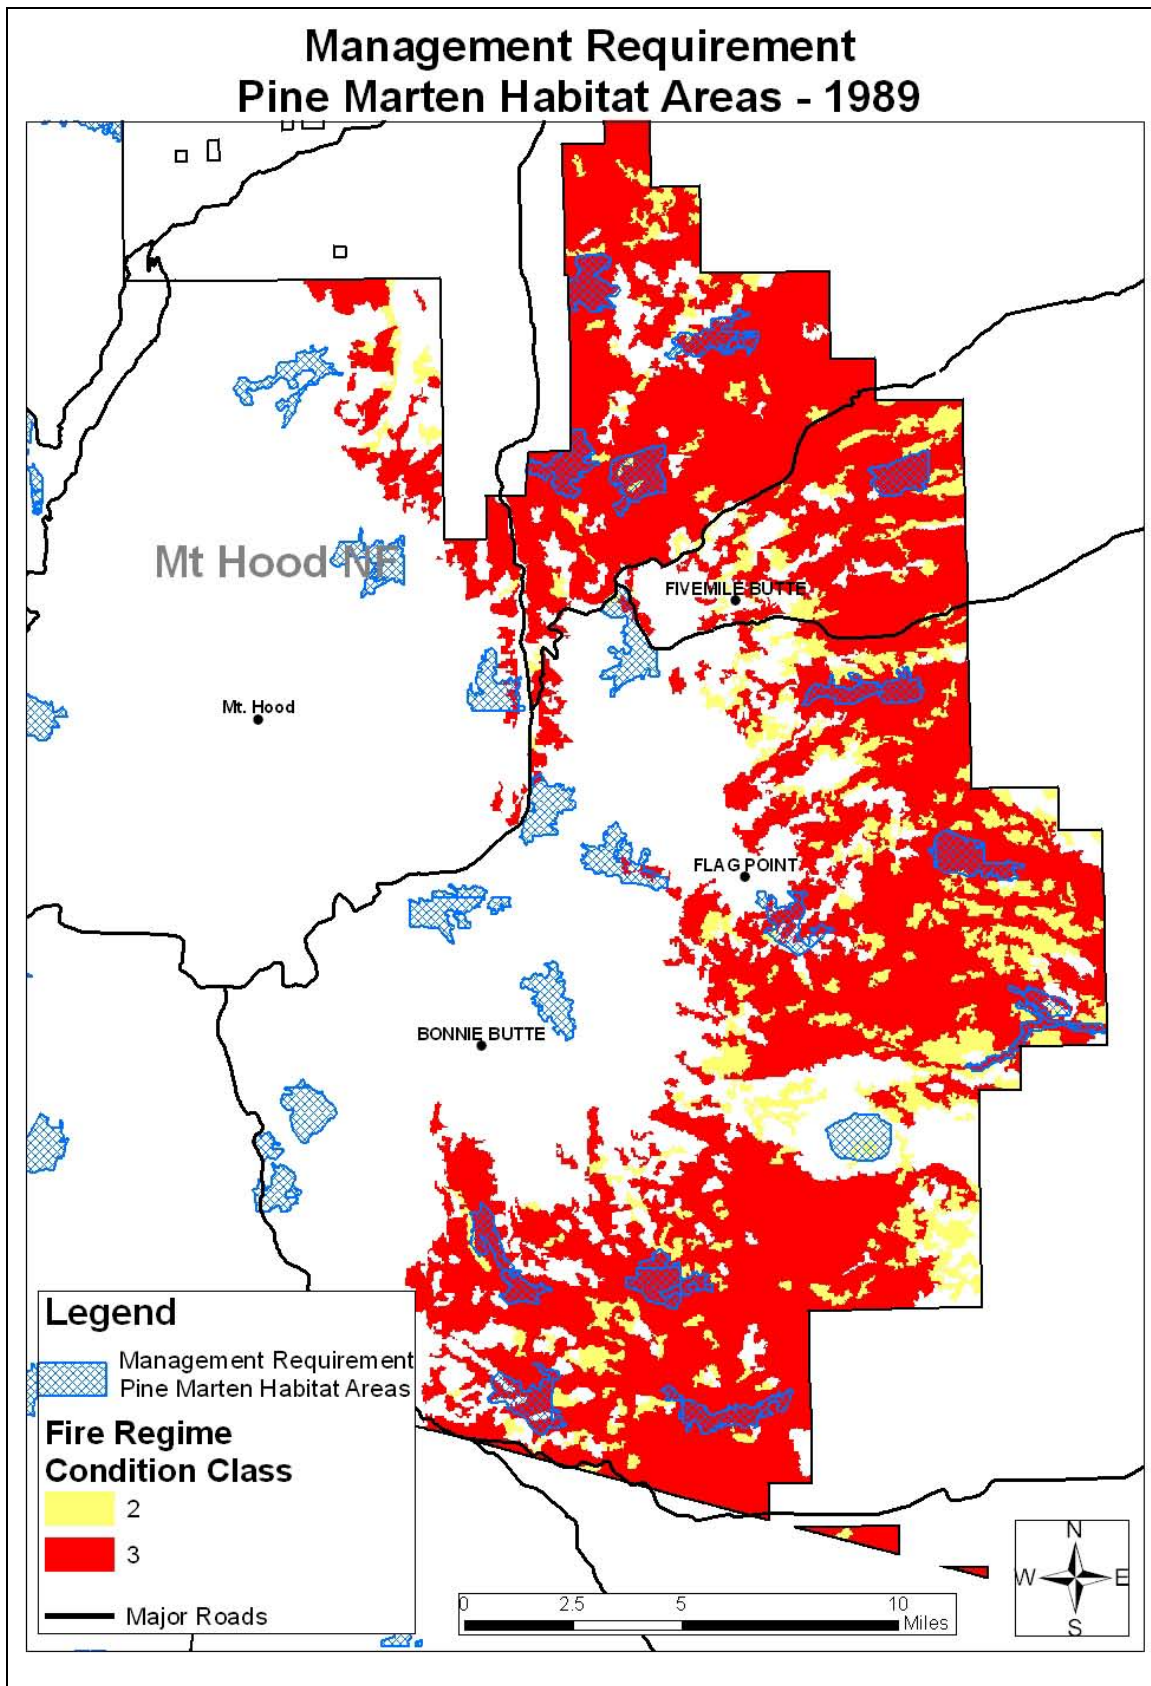 Management Requirement
Pine Marten Habitat Areas - 1989
Mt Hood NF
FIVEMILE BUTTE
Mt. Hood
FLAG POINT
BONNIE BUTTE
Legend
Management Requirement
Pine Marten Habitat Areas
Fire Regime
Condition Class
2
3
Major Roads
0 2.5 5 10
Miles
N
W E
S